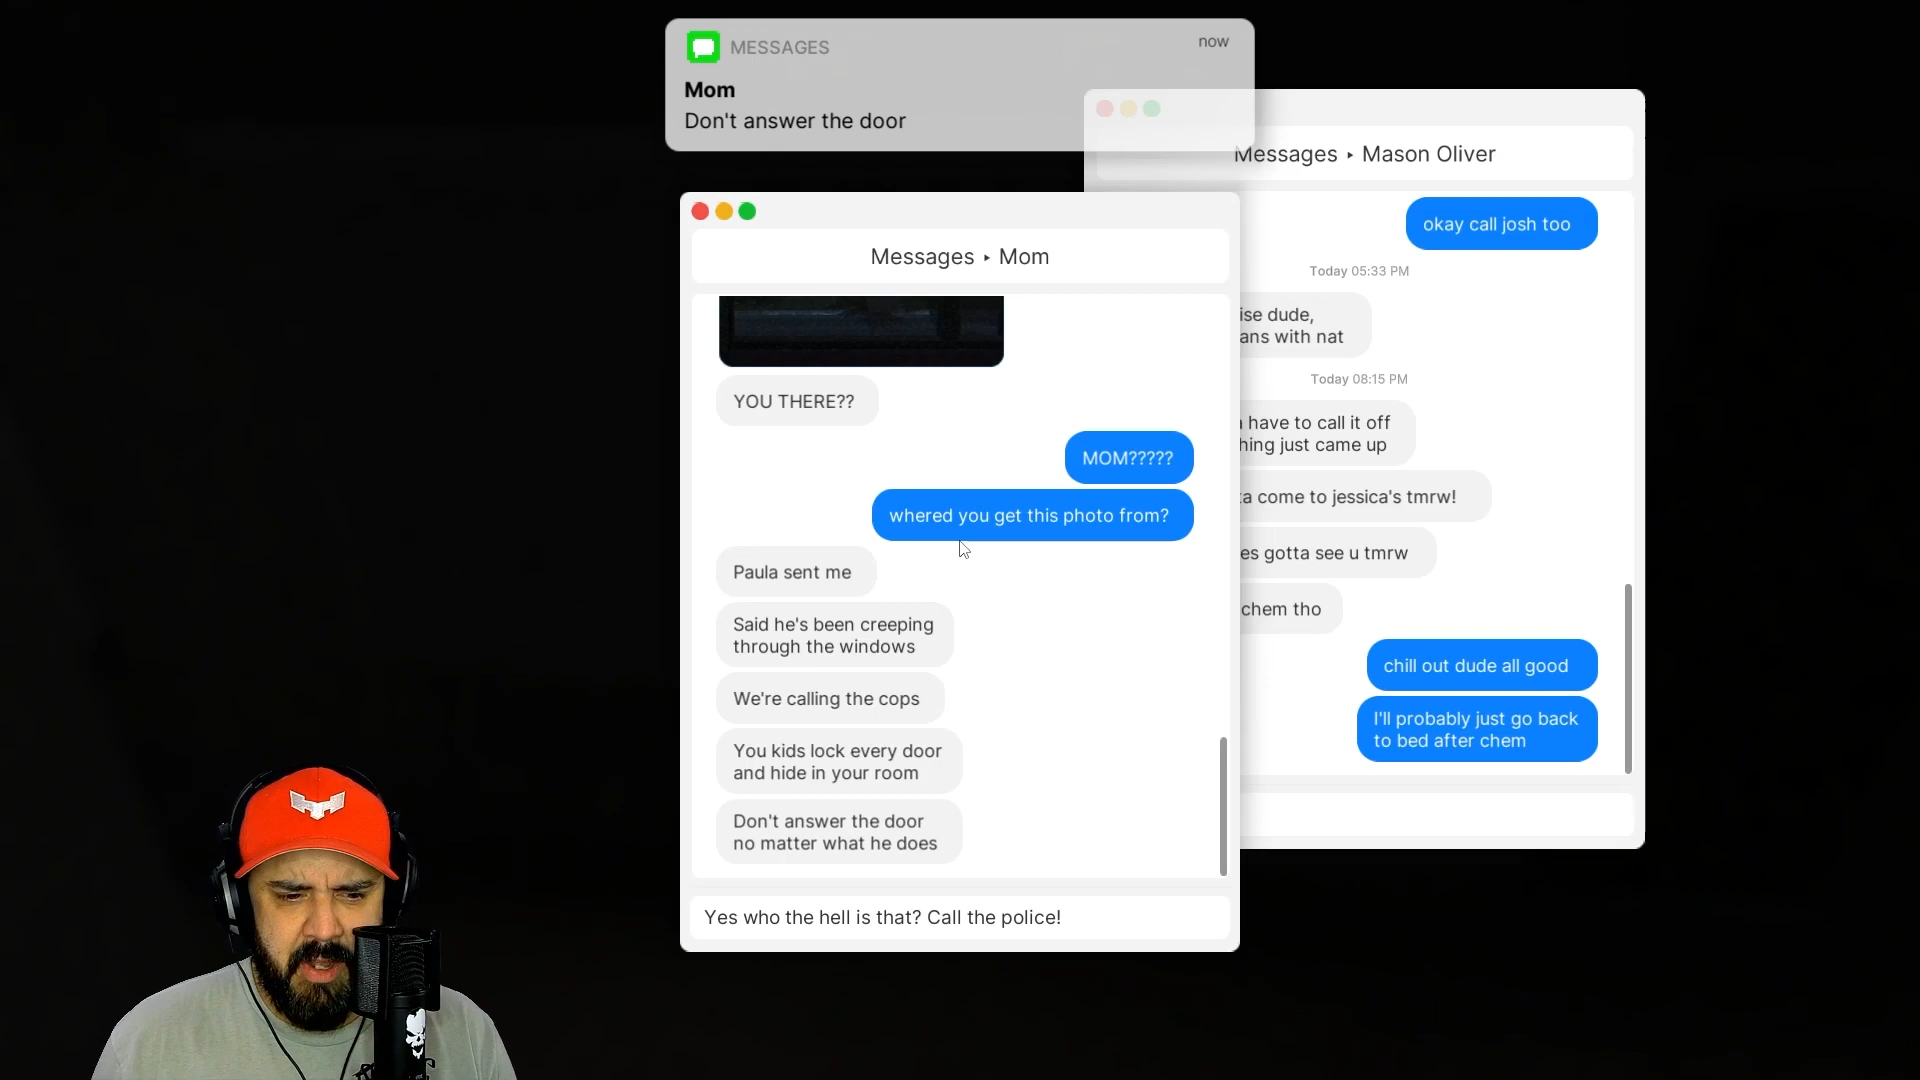 MESSAGES
now
Mom
Don't answer the door
Messages ‣ Mom
YOU THERE??
MOM?????
whered you get this photo from?
Paula sent me
Said he's been creeping
through the windows
We're calling the cops
You kids lock every door
and hide in your room
Don't answer the door
no matter what he does
Yes who the hell is that? Call the police!
Messages ‣ Mason Oliver
okay call josh too
Today 05:33 PM
dude,
with nat
Today 08:15 PM
have to call it off
just came up
come to jessica's tmrw!
gotta see u tmrw
chem tho
chill out dude all good
I'll probably just go back
to bed after chem